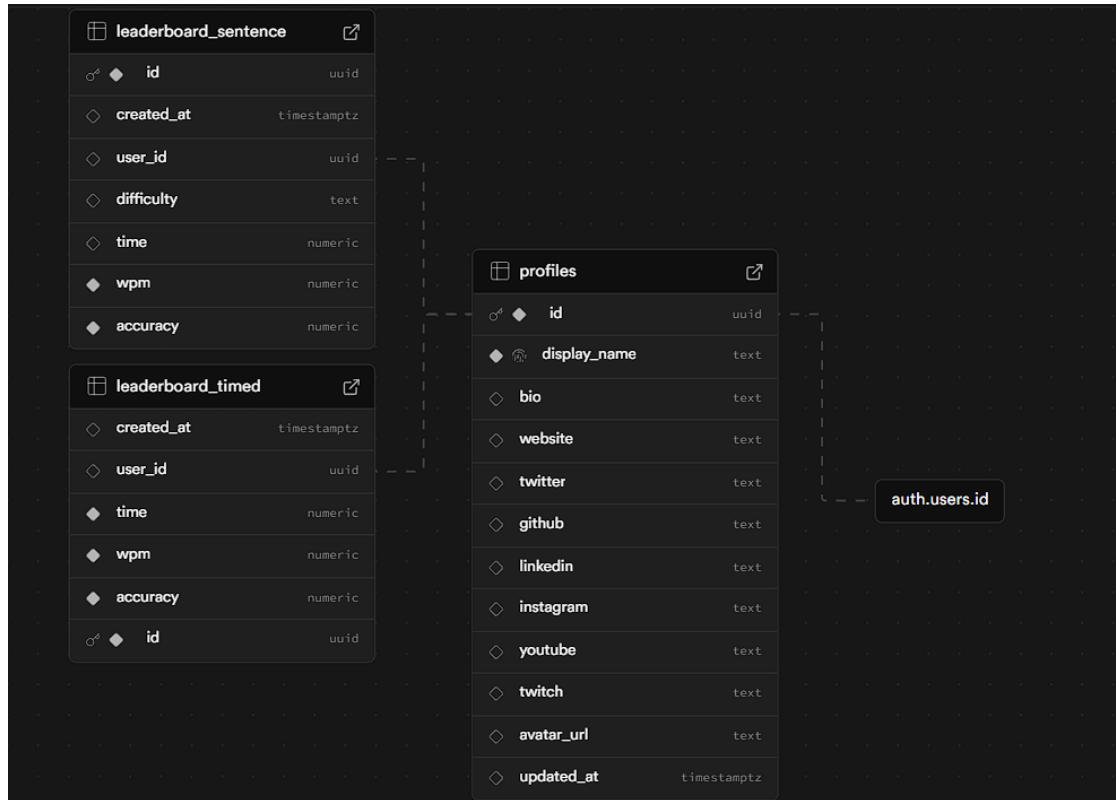 leaderboard_sentence
id uuid
created_at timestamptz
user_id uuid
difficulty text
time numeric
wpm numeric
accuracy numeric
leaderboard_timed
created_at timestamptz
user_id uuid
time numeric
wpm numeric
accuracy numeric
id uuid
profiles
id uuid
display_name text
bio text
website text
twitter text
github text
linkedin text
instagram text
youtube text
twitch text
avatar_url text
updated_at timestamptz
auth.users.id